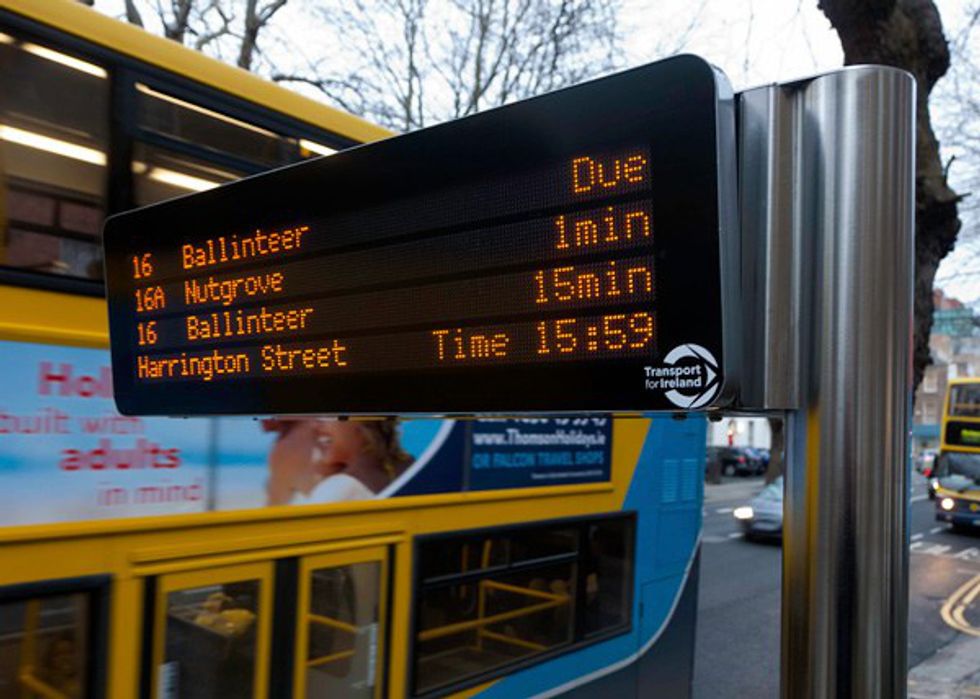 16 Ballinteer Due
16A Nutgrove 1min
16 Ballinteer 15min
Harrington Street Time 15:59
Transport
for Ireland
built with
adults
in mind
www.ThomsonHolidays.ie
OR FALCON TRAVEL SHOPS